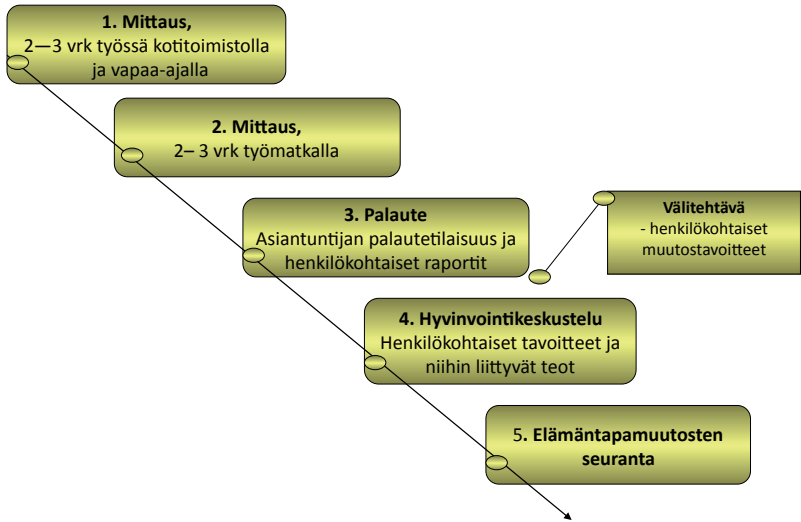 1. Mittaus,
2—3 vrk työssä kotitoimistolla
ja vapaa-ajalla
2. Mittaus,
2– 3 vrk työmatkalla
3. Palaute
Asiantuntijan palautetilaisuus ja
henkilökohtaiset raportit
Välitehtävä
- henkilökohtaiset
muutostavoitteet
4. Hyvinvointikeskustelu
Henkilökohtaiset tavoitteet ja
niihin liittyvät teot
5. Elämäntapamuutosten
seuranta